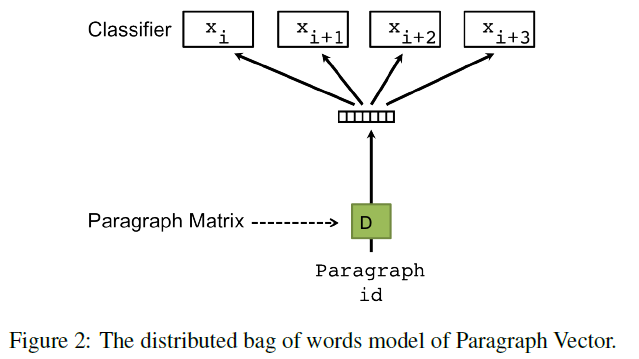 Classifier x_i x_{i+1} x_{i+2} x_{i+3}
Paragraph Matrix D
Paragraph
id
Figure 2: The distributed bag of words model of Paragraph Vector.